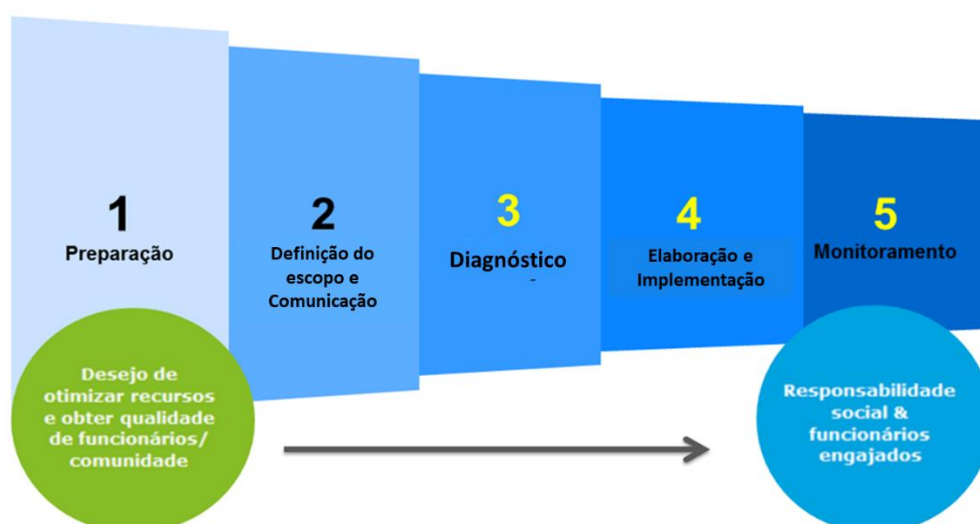 1
Preparação
2
Definição do
escopo e
Comunicação
3
Diagnóstico
4
Elaboração e
Implementação
5
Monitoramento
Desejo de
otimizar recursos
e obter qualidade
de funcionários/
comunidade
Responsabilidade
social &
funcionários
engajados